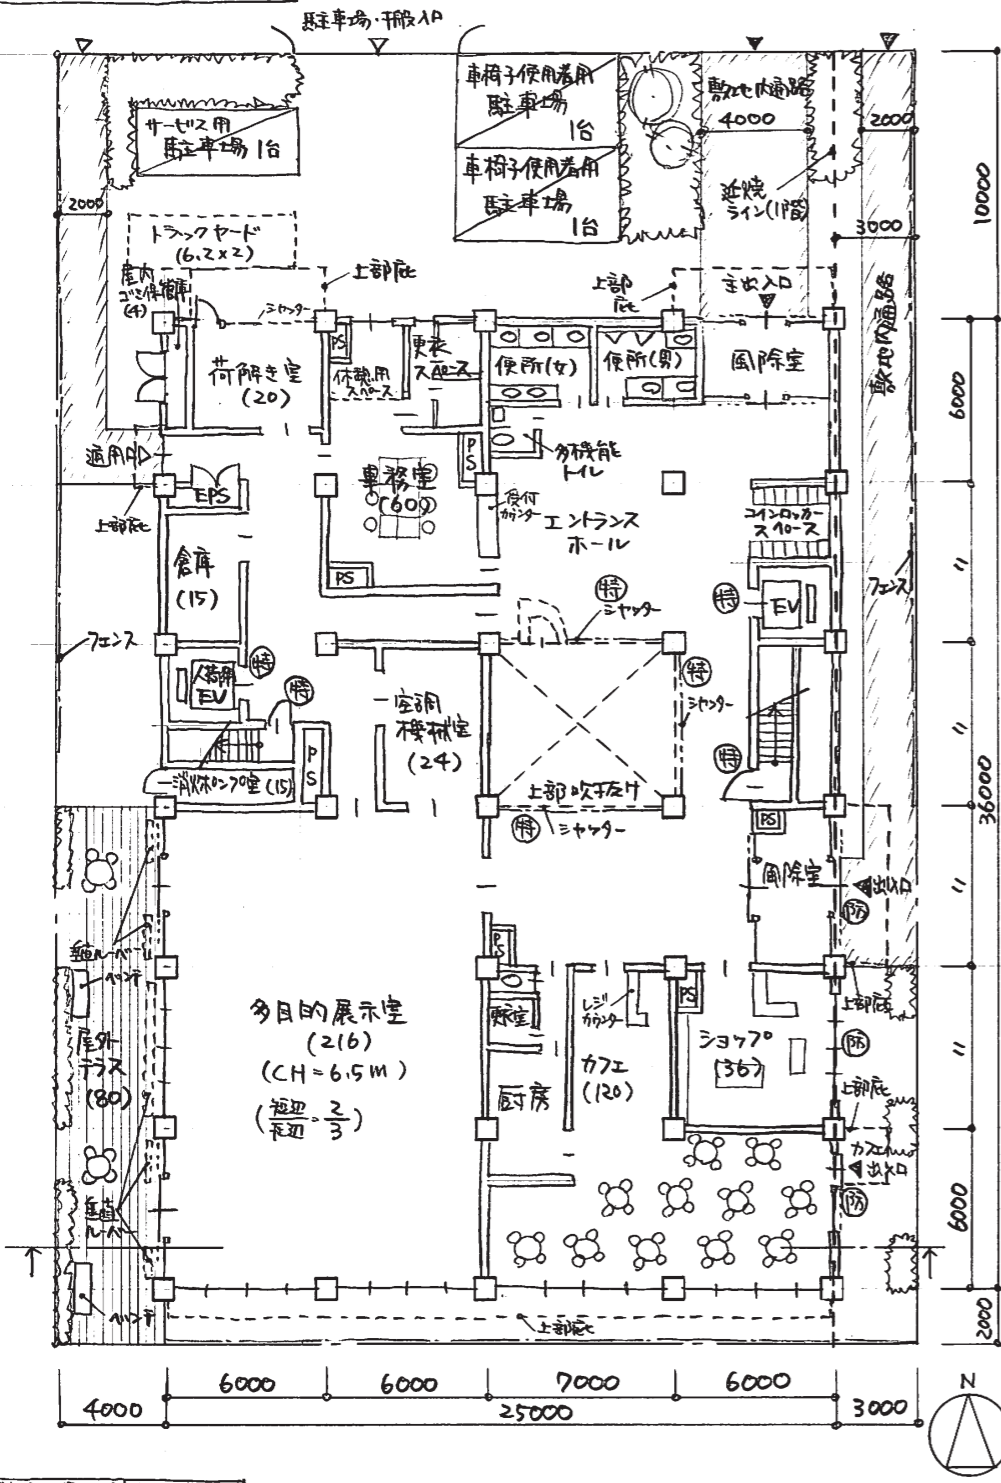 駐車場・搬入口
車椅子使用者用
駐車場
1台
車椅子使用者用
駐車場
1台
敷地内通路
4000
2000
サービス用
駐車場 1台
2000
近焼
ライン(1階)
3000
10000
トラックヤード
(6.2×2)
上部庇
上部
庇
主出入口
屋内
ゴミ保管庫
(4)
シャッター
PS
荷解き室
(20)
休憩用
スペース
更衣
スペース
便所(女)
便所(男)
風除室
敷地内通路
6000
通用口
上部庇
EPS
PS
多機能
トイレ
事務室
(60)
受付
カウンター
エントランス
ホール
コインロッカー
スペース
倉庫
(15)
PS
特
シャッター
特
EV
フェンス
〃
フェンス
人荷用
EV
特
特
空調
機械室
(24)
特
シャッター
特
〃
36000
消火ポンプ室(15)
PS
上部吹抜け
特
シャッター
PS
風除室
出入口
防
〃
垂直ルーバー
ベンチ
PS
更衣室
レジ
カウンター
PS
上部庇
屋外
テラス
(80)
多目的展示室
(216)
(CH=6.5m)
(短辺/長辺=2/3)
厨房
カフェ
(120)
ショップ
(36)
防
〃
上部庇
カフェ
出入口
防
6000
垂直
ルーバー
ベンチ
上部庇
2000
6000
6000
7000
6000
4000
25000
3000
N